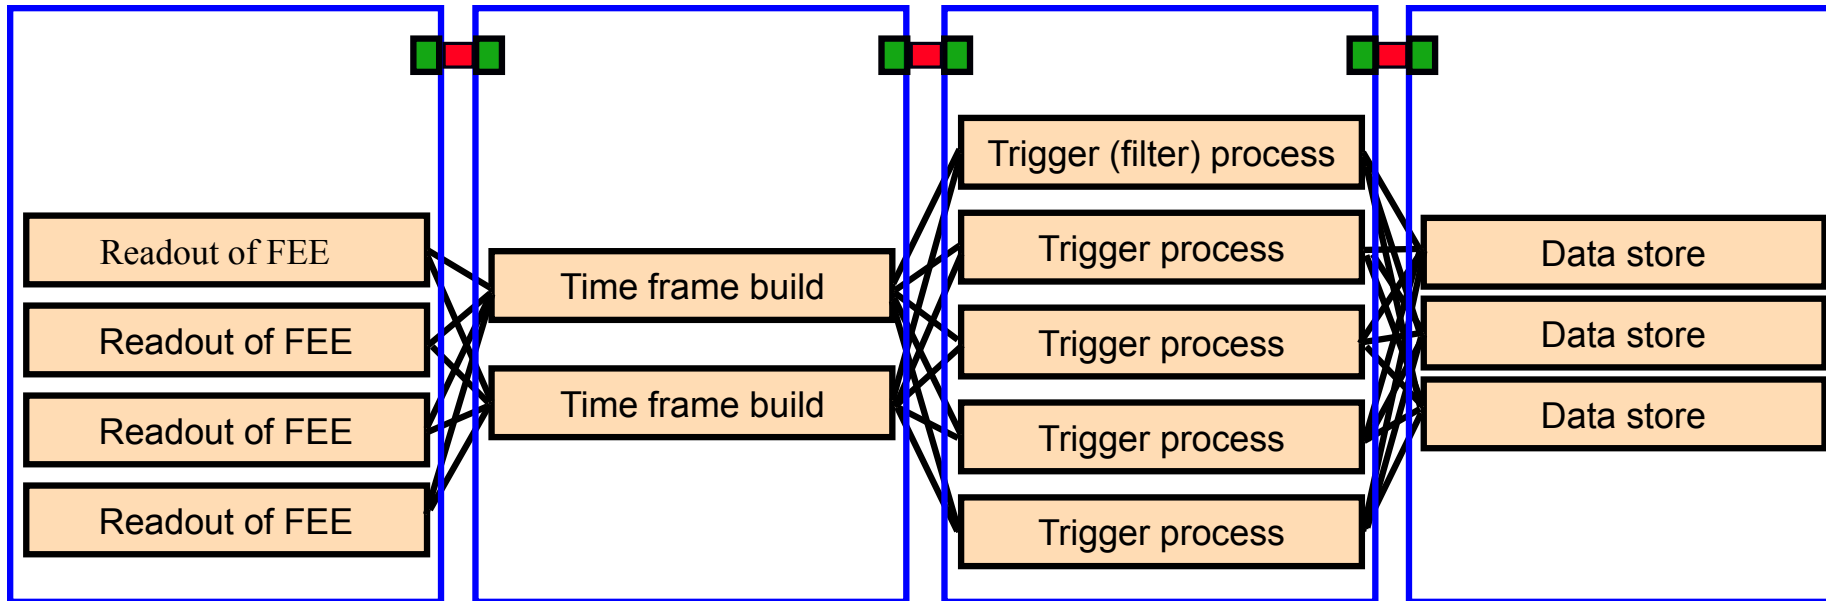 Readout of FEE
Readout of FEE
Readout of FEE
Readout of FEE
Time frame build
Time frame build
Trigger (filter) process
Trigger process
Trigger process
Trigger process
Trigger process
Data store
Data store
Data store